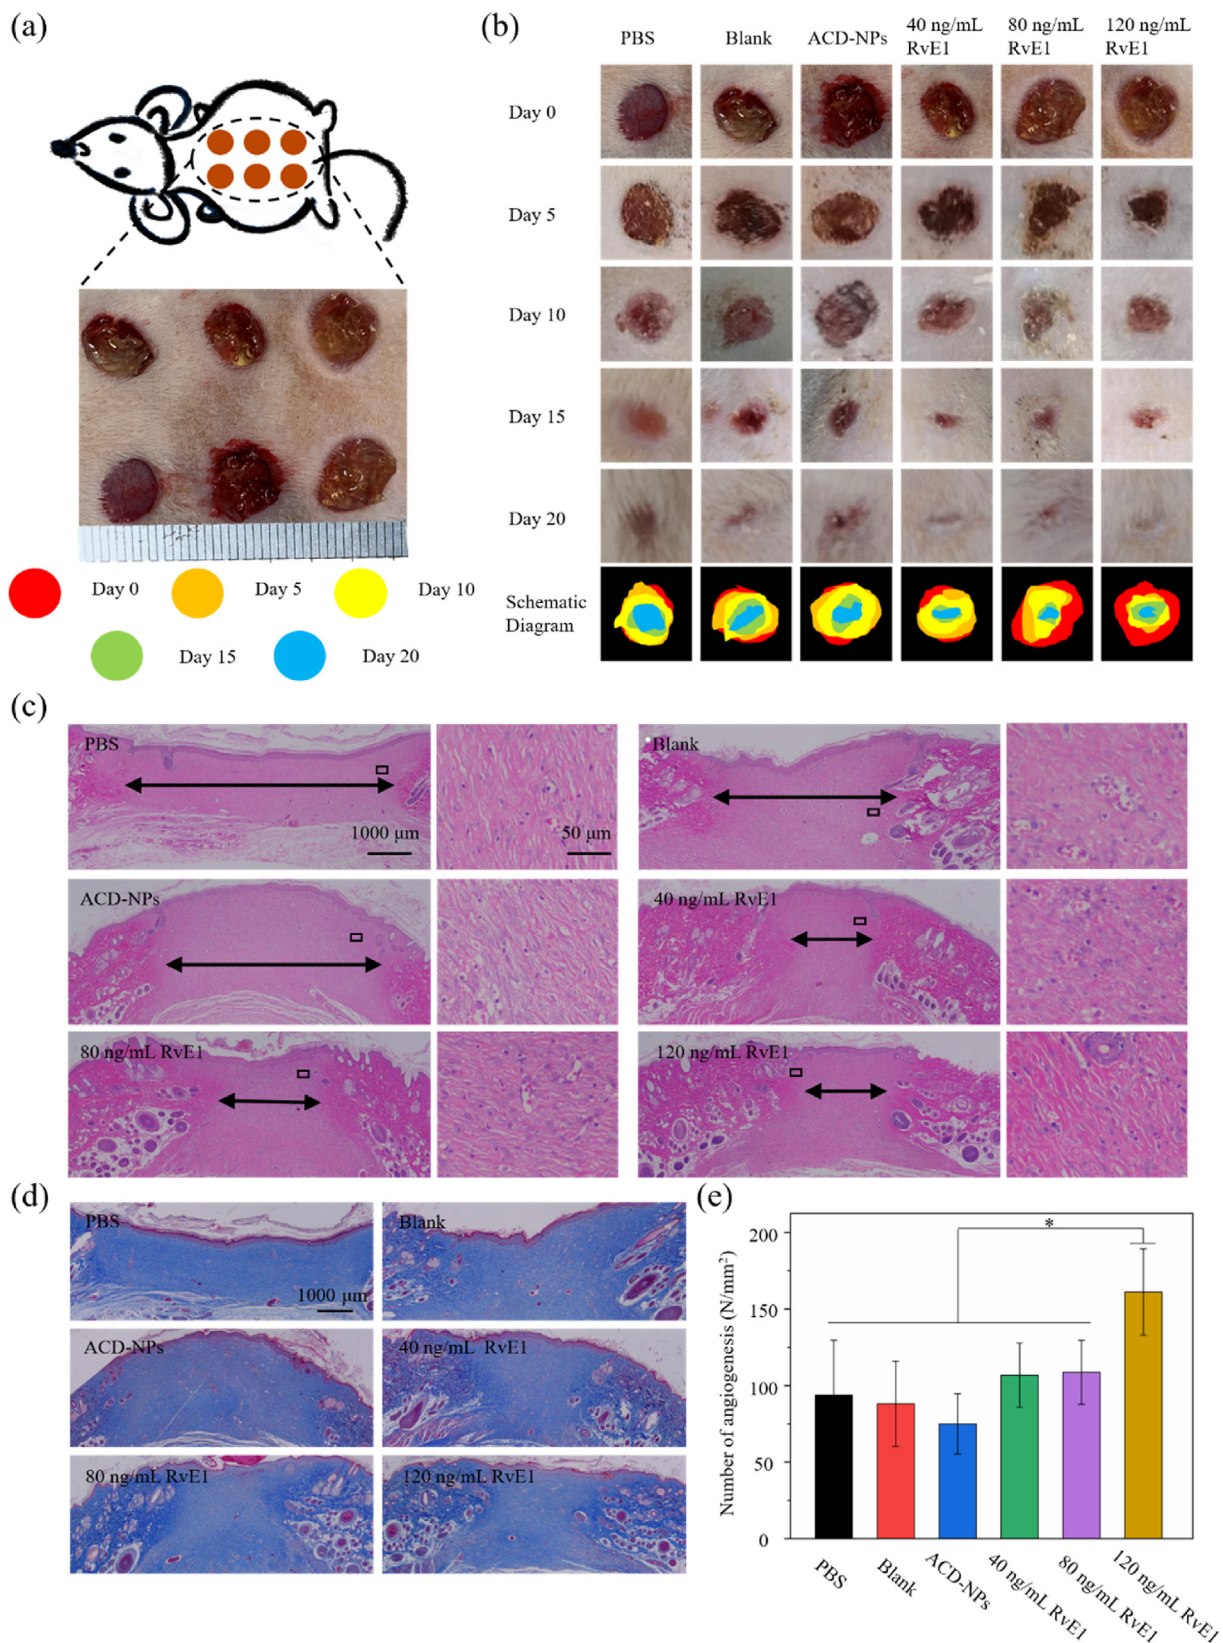 (a)
Day 0
Day 5
Day 10
Day 15
Day 20
(b)
PBS
Blank
ACD-NPs
40 ng/mL
RvE1
80 ng/mL
RvE1
120 ng/mL
RvE1
Day 0
Day 5
Day 10
Day 15
Day 20
Schematic
Diagram
(c)
PBS
1000 μm
50 μm
Blank
ACD-NPs
40 ng/mL RvE1
80 ng/mL RvE1
120 ng/mL RvE1
(d)
PBS
1000 μm
Blank
ACD-NPs
40 ng/mL RvE1
80 ng/mL RvE1
120 ng/mL RvE1
(e)
Number of angiogenesis (N/mm²)
200
150
100
50
0
*
PBS
Blank
ACD-NPs
40 ng/mL RvE1
80 ng/mL RvE1
120 ng/mL RvE1